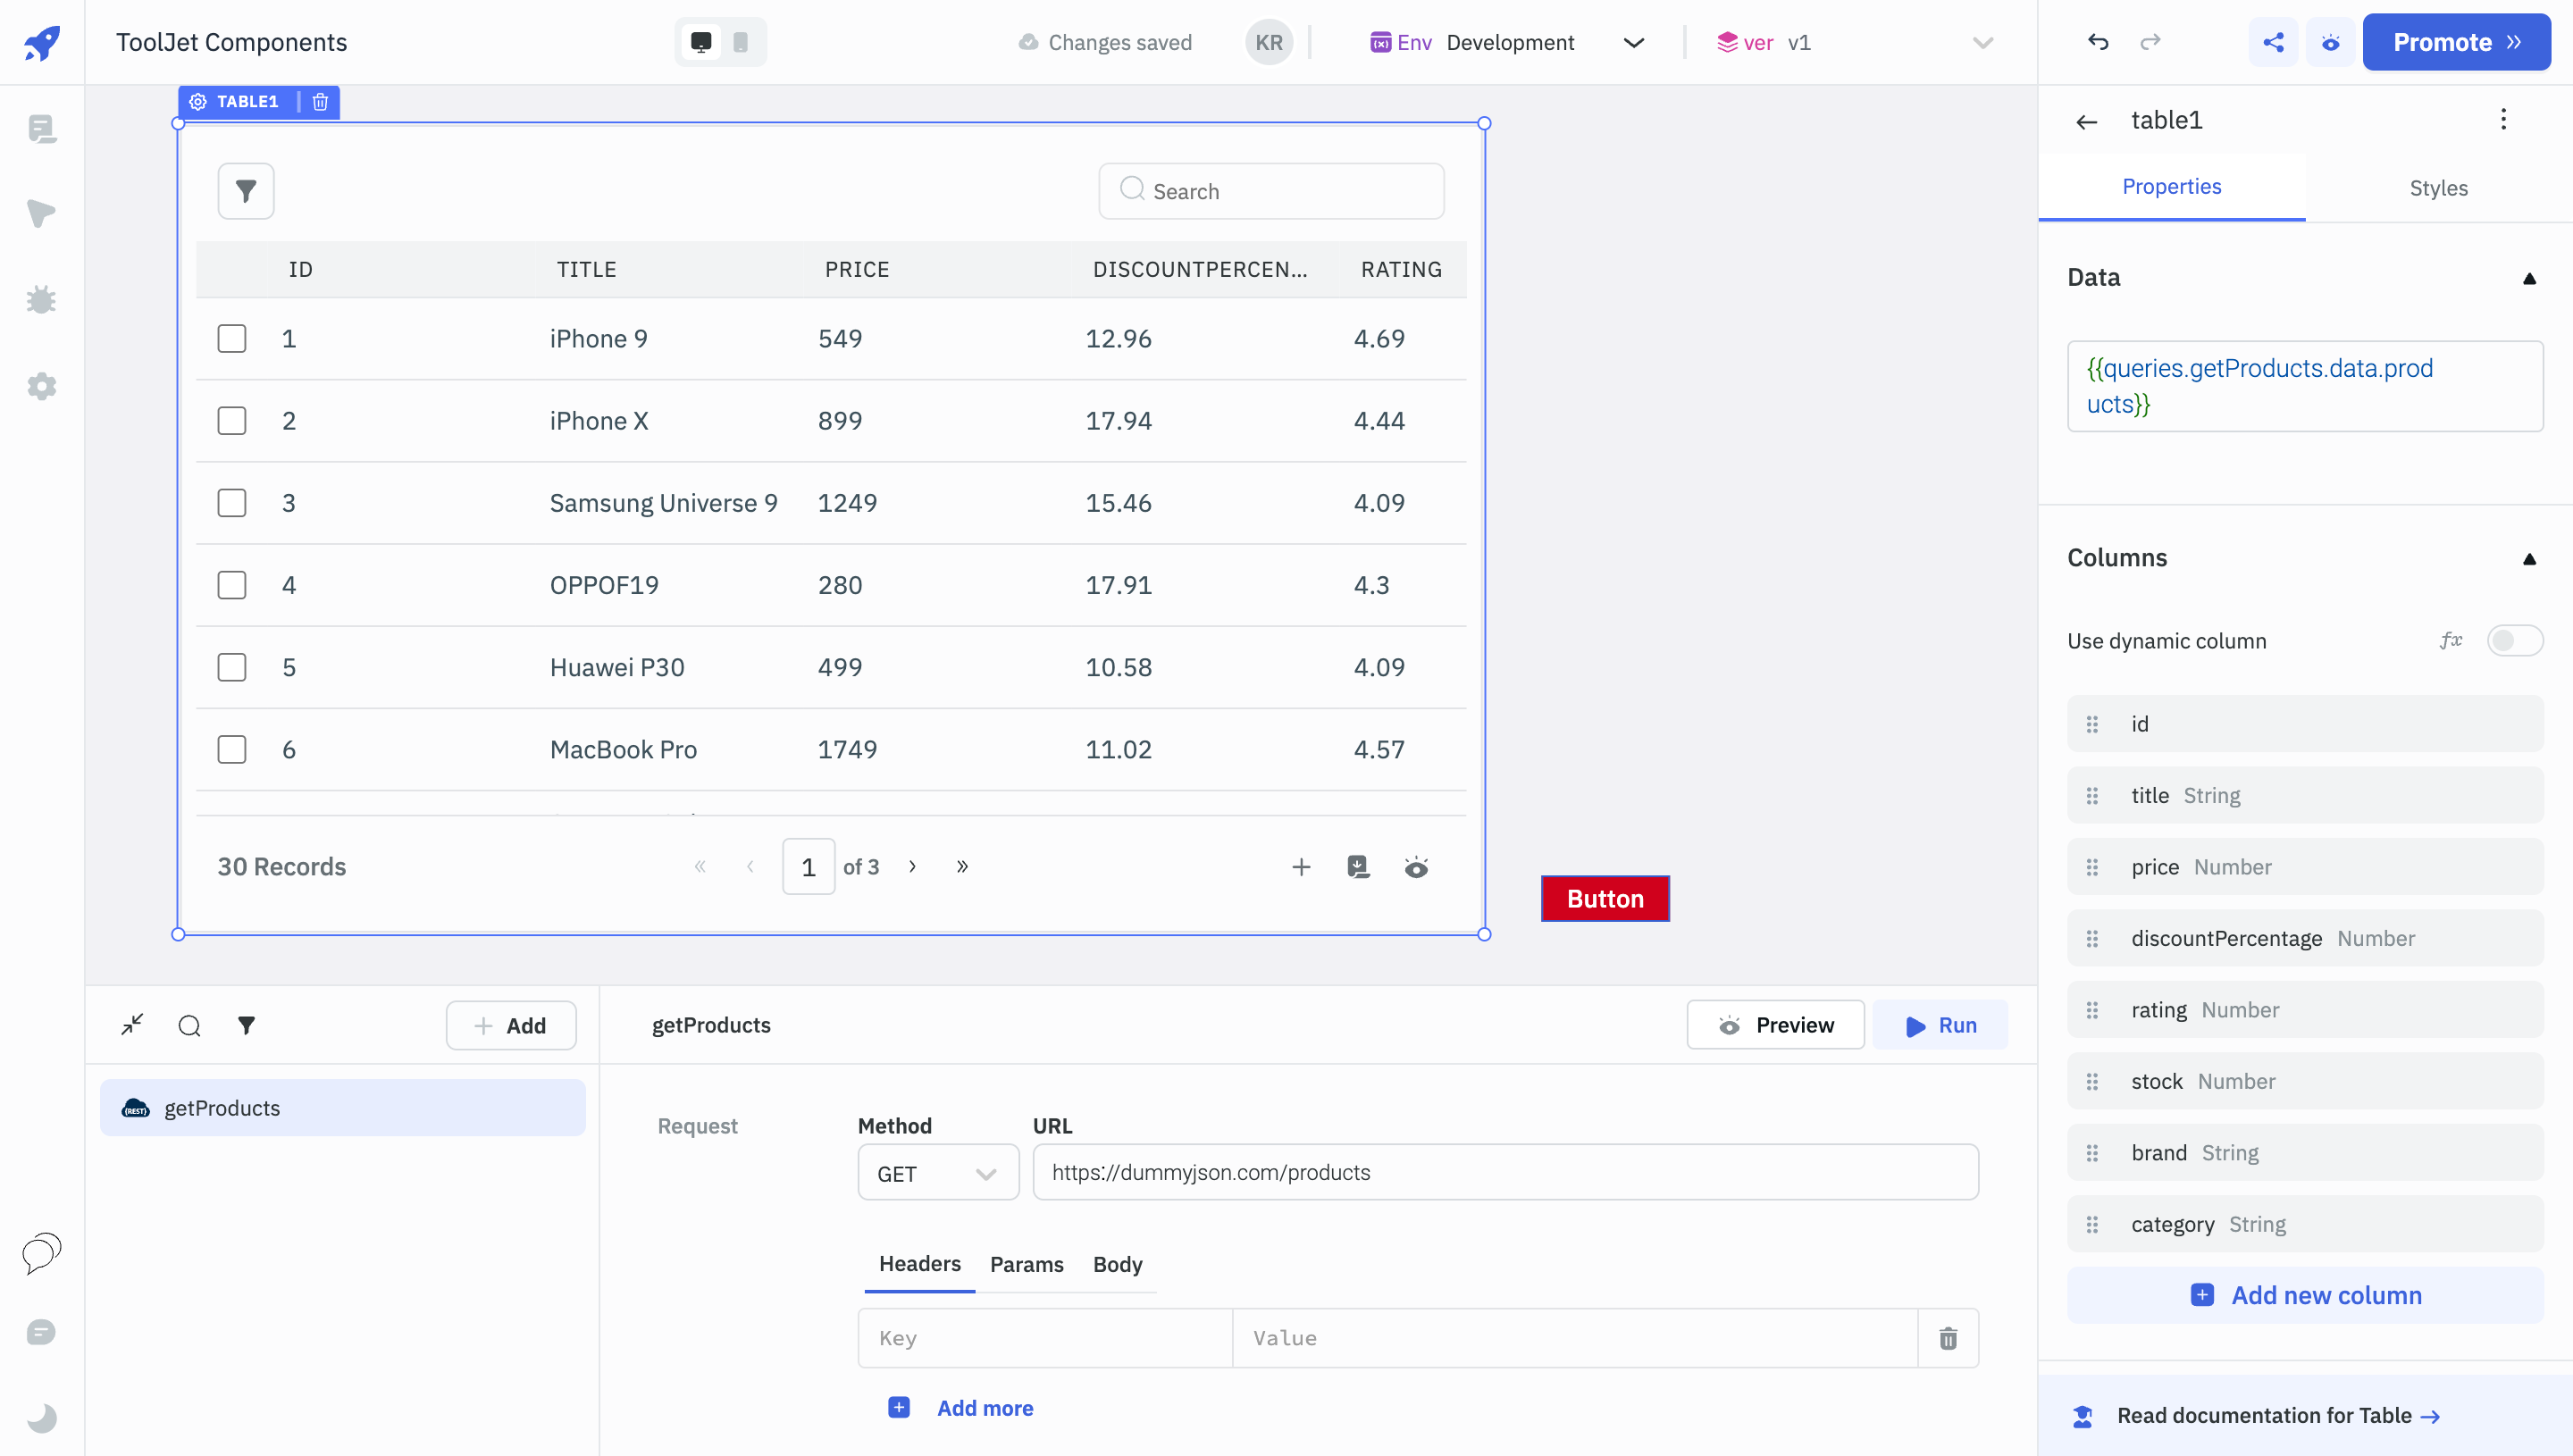 ToolJet Components
Changes saved
KR
Env Development
ver v1
Promote
TABLE1
Search
ID TITLE PRICE DISCOUNTPERCEN... RATING
1 iPhone 9 549 12.96 4.69
2 iPhone X 899 17.94 4.44
3 Samsung Universe 9 1249 15.46 4.09
4 OPPOF19 280 17.91 4.3
5 Huawei P30 499 10.58 4.09
6 MacBook Pro 1749 11.02 4.57
30 Records
« ‹ 1 of 3 › »
Button
Add
getProducts
Preview
Run
REST getProducts
Request
Method
URL
GET
https://dummyjson.com/products
Headers Params Body
Key Value
Add more
table1
Properties Styles
Data
{{queries.getProducts.data.prod
ucts}}
Columns
Use dynamic column fx
id
title String
price Number
discountPercentage Number
rating Number
stock Number
brand String
category String
Add new column
Read documentation for Table →